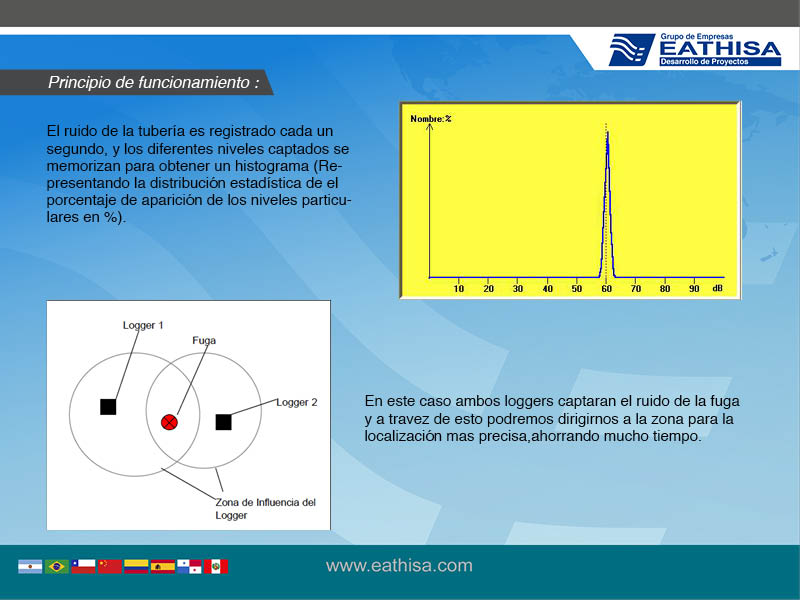 Grupo de Empresas
EATHISA
Desarrollo de Proyectos
Principio de funcionamiento :
El ruido de la tubería es registrado cada un
segundo, y los diferentes niveles captados se
memorizan para obtener un histograma (Re-
presentando la distribución estadística de el
porcentaje de aparición de los niveles particu-
lares en %).
Nombre:%
10 20 30 40 50 60 70 80 90 dB
Logger 1
Fuga
Logger 2
Zona de Influencia del
Logger
En este caso ambos loggers captaran el ruido de la fuga
y a travez de esto podremos dirigirnos a la zona para la
localización mas precisa,ahorrando mucho tiempo.
www.eathisa.com